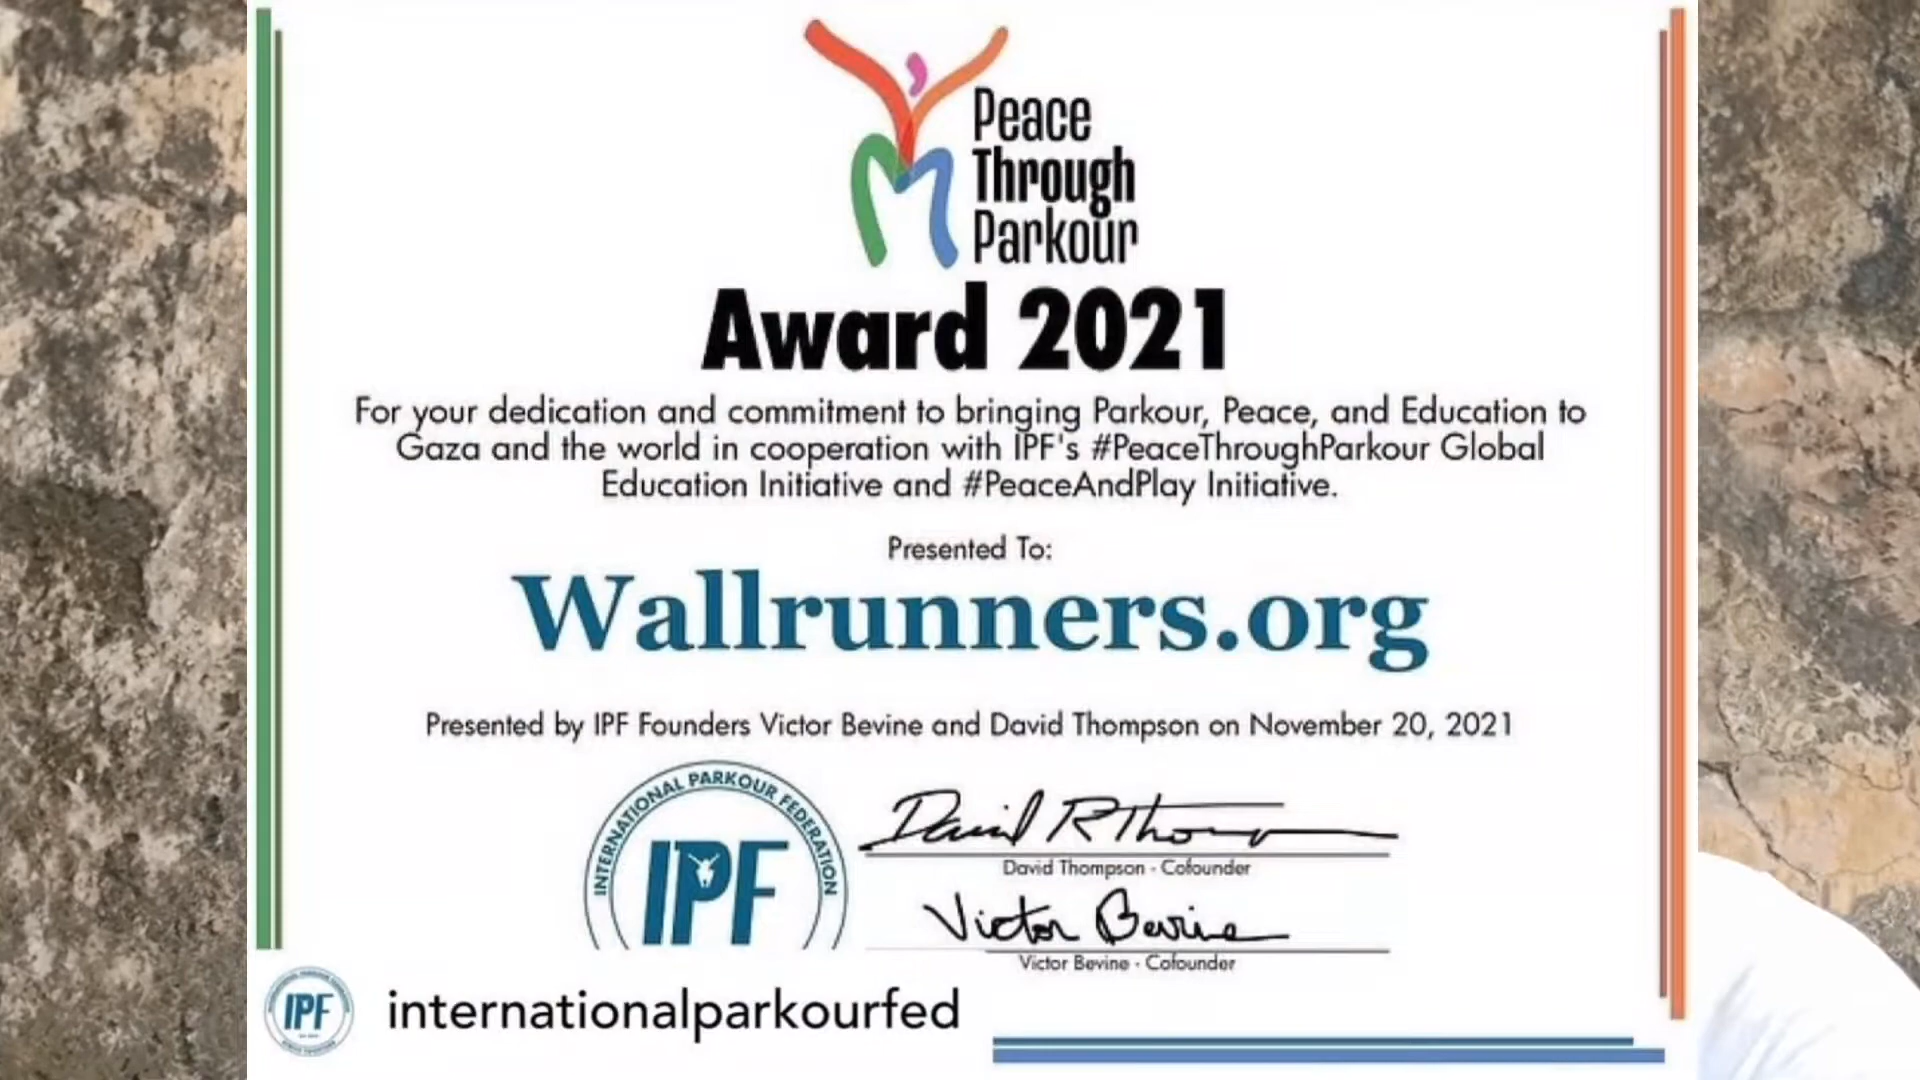 Peace
Through
Parkour
Award 2021
For your dedication and commitment to bringing Parkour, Peace, and Education to
Gaza and the world in cooperation with IPF's #PeaceThroughParkour Global
Education Initiative and #PeaceAndPlay Initiative.
Presented To:
Wallrunners.org
Presented by IPF Founders Victor Bevine and David Thompson on November 20, 2021
INTERNATIONAL PARKOUR FEDERATION
IPF
David R Thom
David Thompson - Cofounder
Victor Bevine
Victor Bevine - Cofounder
IPF
internationalparkourfed